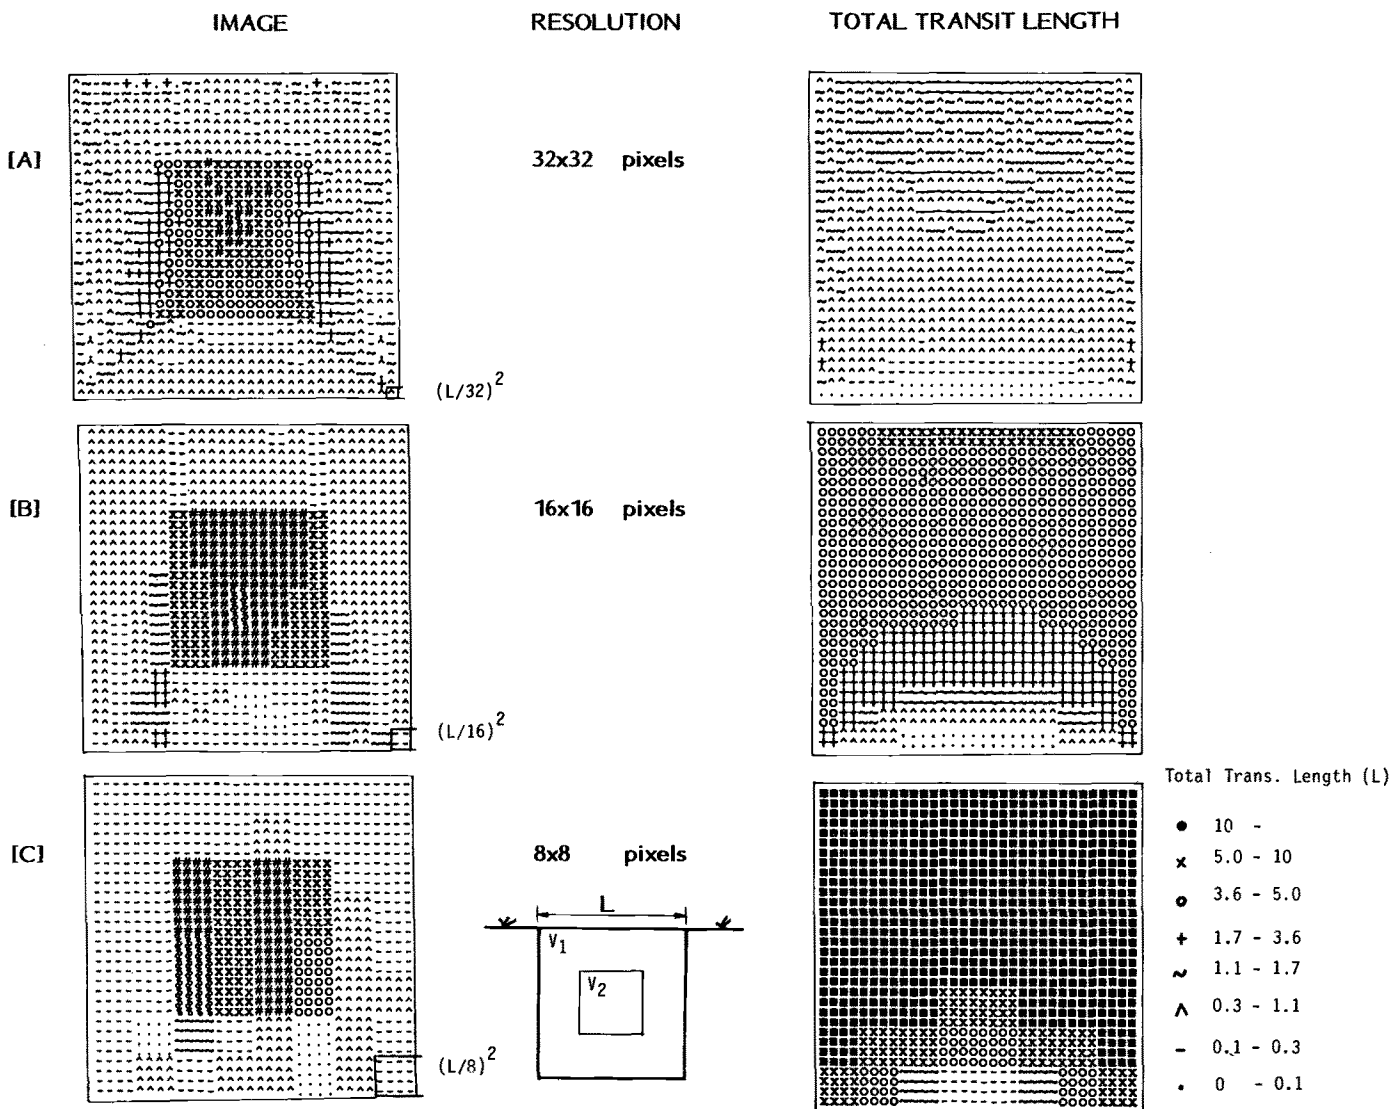 IMAGE RESOLUTION TOTAL TRANSIT LENGTH
[A] 32x32 pixels
(L/32)²
[B] 16x16 pixels
(L/16)²
[C] 8x8 pixels
(L/8)²
L
V₁
V₂
Total Trans. Length (L)
● 10 -
x 5.0 - 10
o 3.6 - 5.0
+ 1.7 - 3.6
~ 1.1 - 1.7
∧ 0.3 - 1.1
- 0.1 - 0.3
. 0 - 0.1